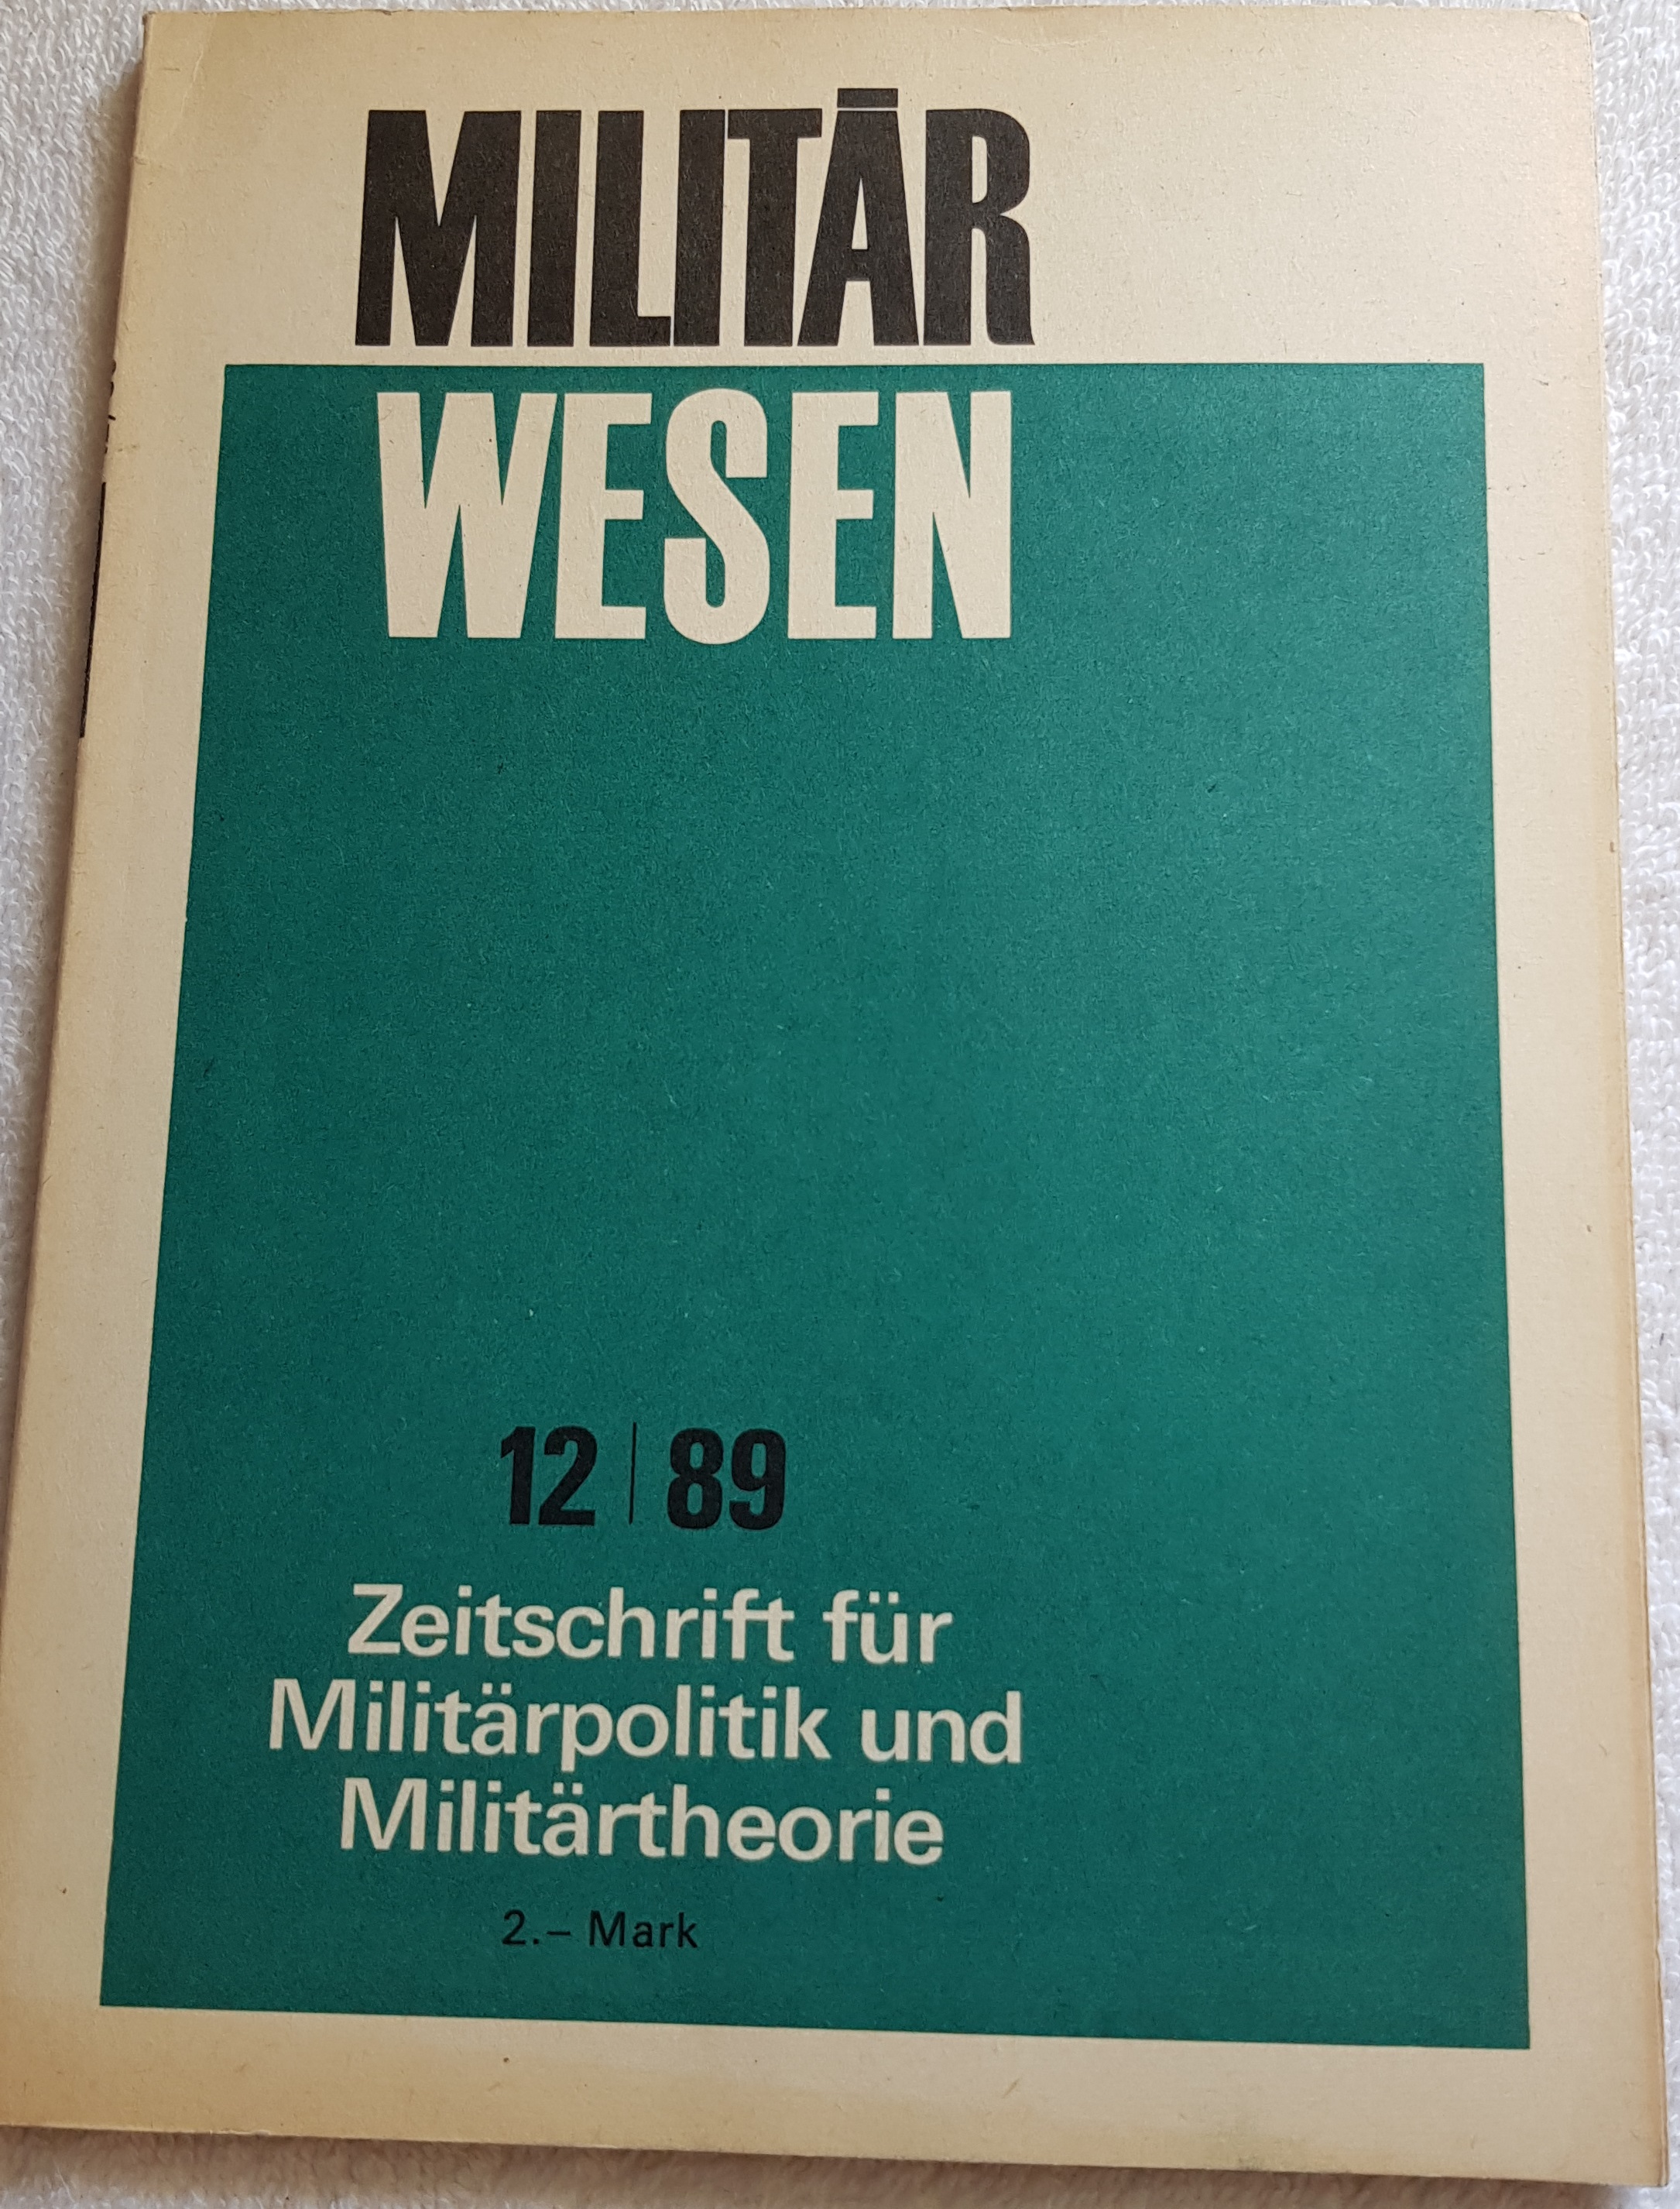 MILITÄR
WESEN
12 | 89
Zeitschrift für
Militärpolitik und
Militärtheorie
2.– Mark